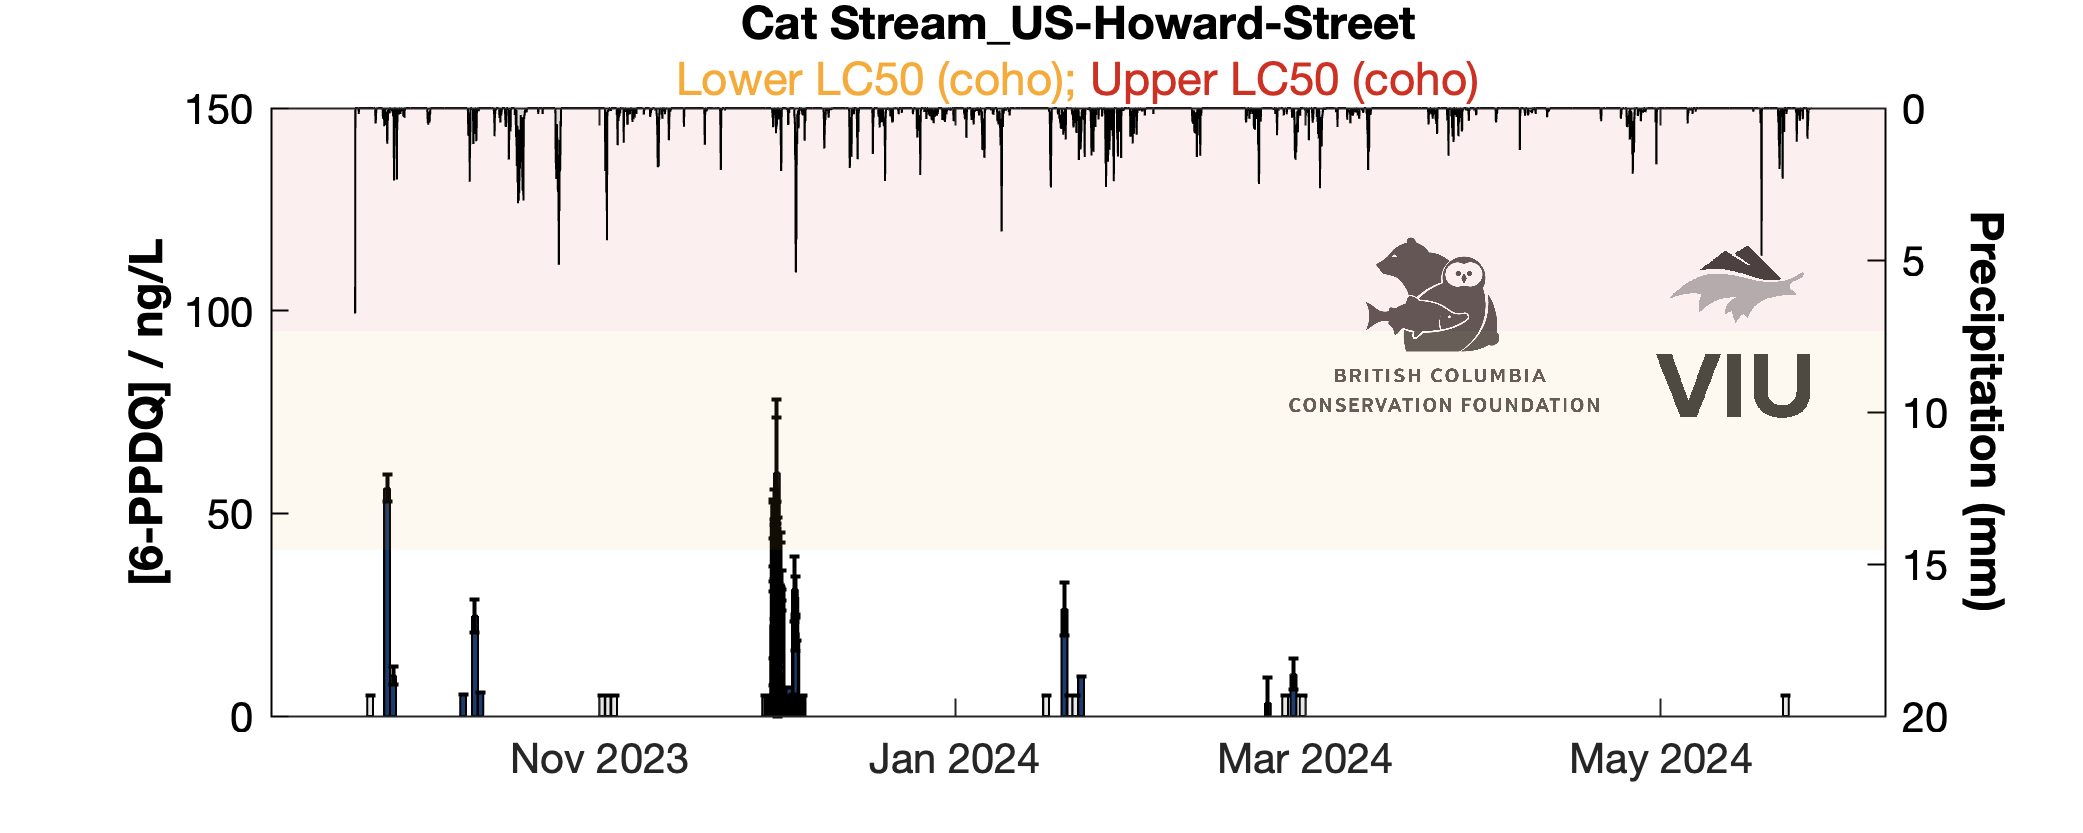 Cat Stream_US-Howard-Street
Lower LC50 (coho); Upper LC50 (coho)
150
100
50
0
[6-PPDQ] / ng/L
0
5
10
15
20
Precipitation (mm)
BRITISH COLUMBIA
CONSERVATION FOUNDATION
VIU
Nov 2023
Jan 2024
Mar 2024
May 2024